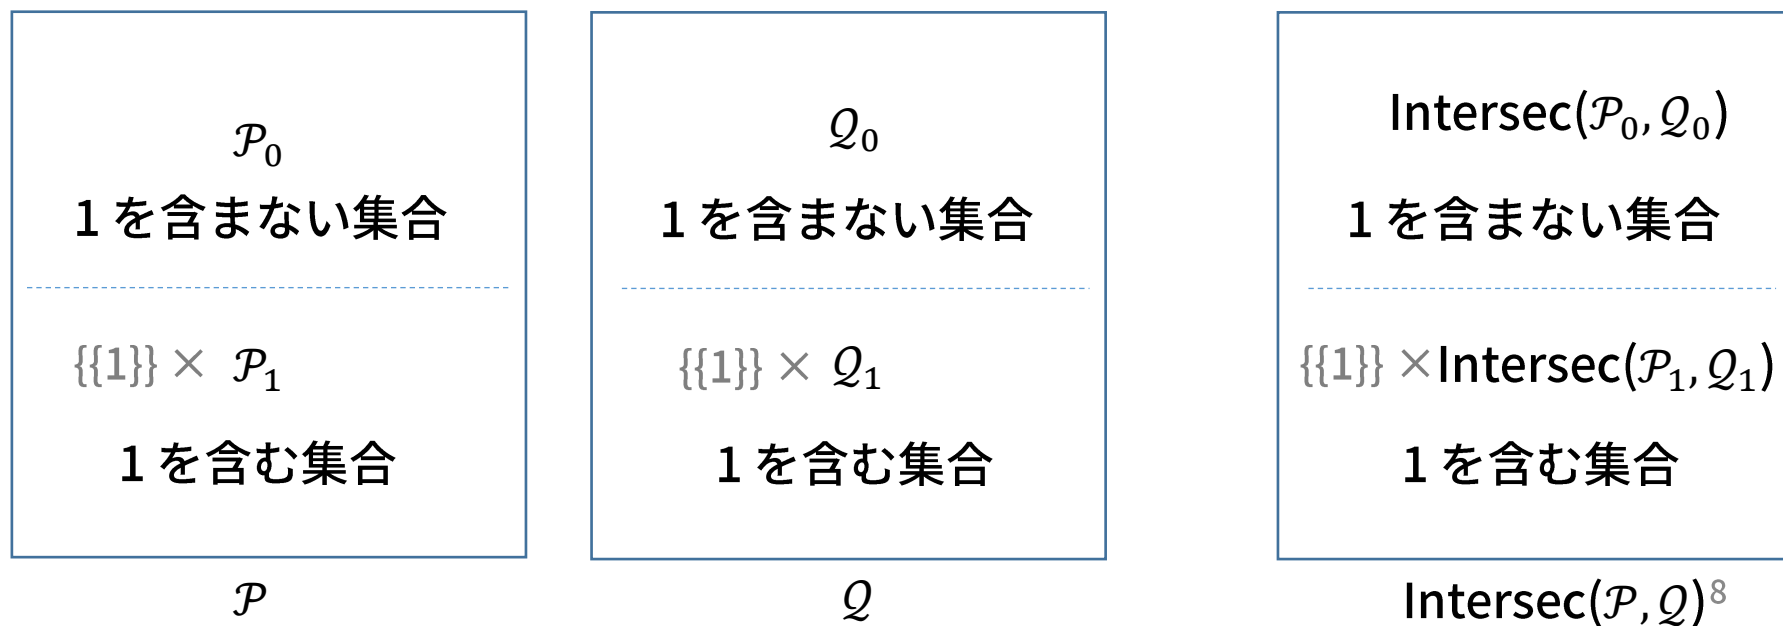 𝒫0
1 を含まない集合
{{1}} × 𝒫1
1 を含む集合
𝒫
𝒬0
1 を含まない集合
{{1}} × 𝒬1
1 を含む集合
𝒬
Intersec(𝒫0, 𝒬0)
1 を含まない集合
{{1}} ×Intersec(𝒫1, 𝒬1)
1 を含む集合
Intersec(𝒫, 𝒬)
8